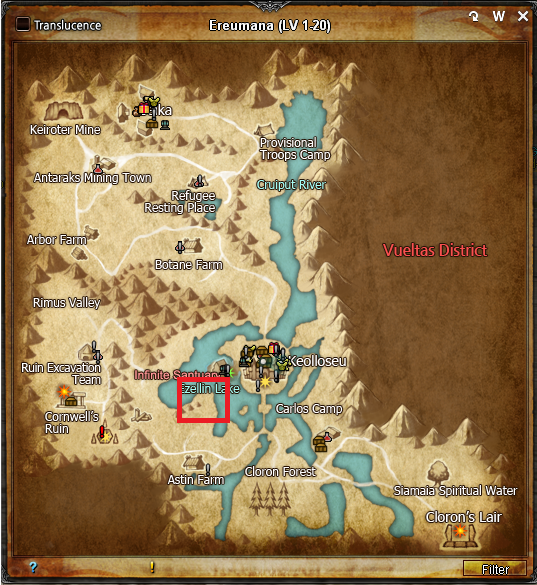 Translucence
Ereumana (LV 1-20)
W
Keiroter Mine
Provisional
Troops Camp
Antaraks Mining Town
Cruiput River
Refugee
Resting Place
Arbor Farm
Vueltas District
Botane Farm
Rimus Valley
Keolloseu
Ruin Excavation
Team
Infinite Sanctuary
Ezellin Lake
Cornwell's
Ruin
Carlos Camp
Astin Farm
Cloron Forest
Siamaia Spiritual Water
Cloron's Lair
?
!
Filter